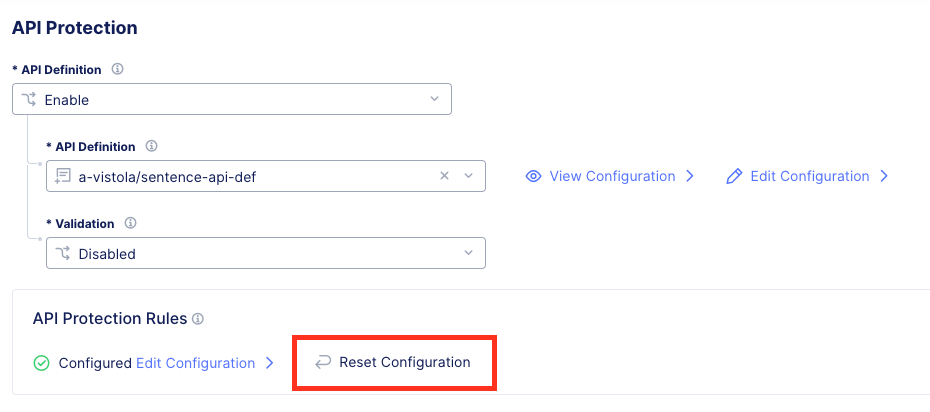 API Protection
* API Definition
Enable
* API Definition
a-vistola/sentence-api-def
View Configuration
Edit Configuration
* Validation
Disabled
API Protection Rules
Configured Edit Configuration
Reset Configuration